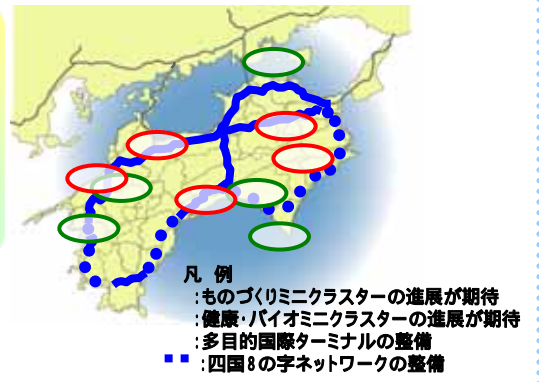 凡 例
:ものづくりミニクラスターの進展が期待
:健康・バイオミニクラスターの進展が期待
:多目的国際ターミナルの整備
:四国8の字ネットワークの整備